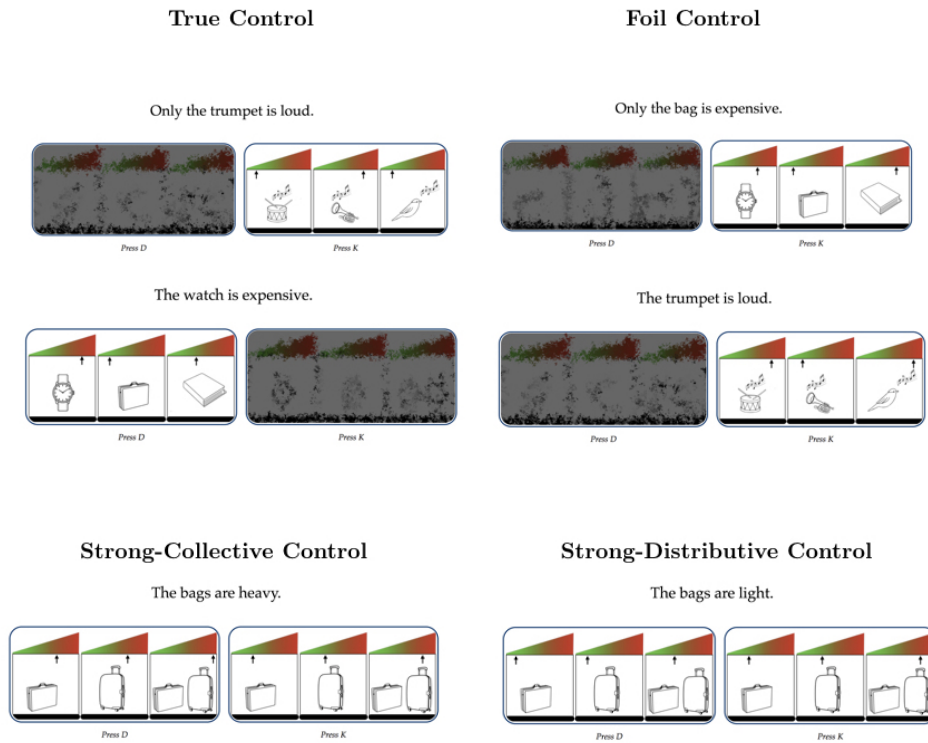 True Control
Foil Control
Only the trumpet is loud.
Press D
Press K
Only the bag is expensive.
Press D
Press K
The watch is expensive.
Press D
Press K
The trumpet is loud.
Press D
Press K
Strong-Collective Control
Strong-Distributive Control
The bags are heavy.
Press D
Press K
The bags are light.
Press D
Press K